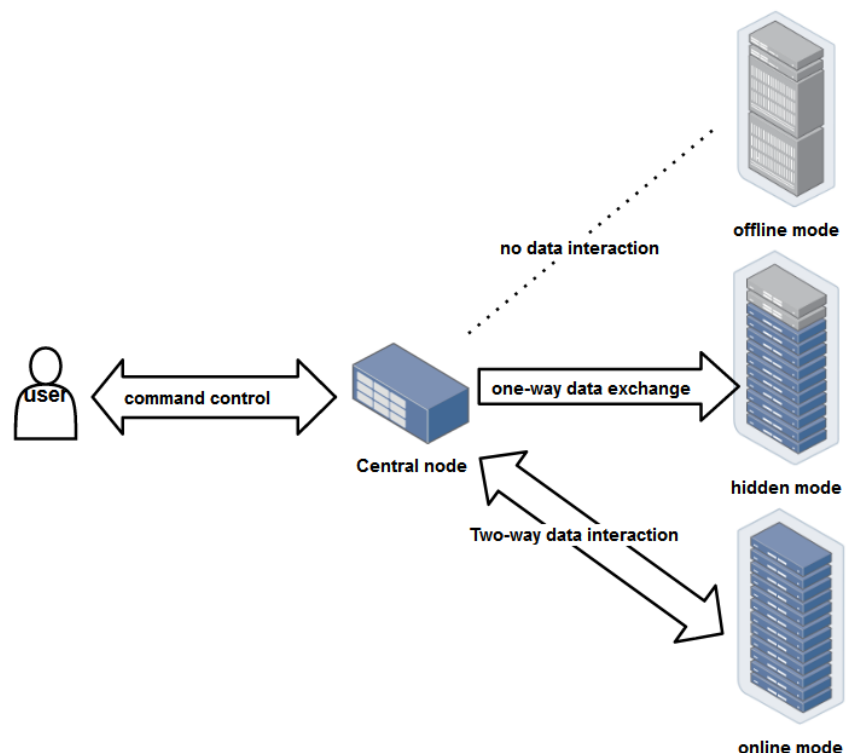 offline mode
no data interaction
user
command control
one-way data exchange
Central node
hidden mode
Two-way data interaction
online mode